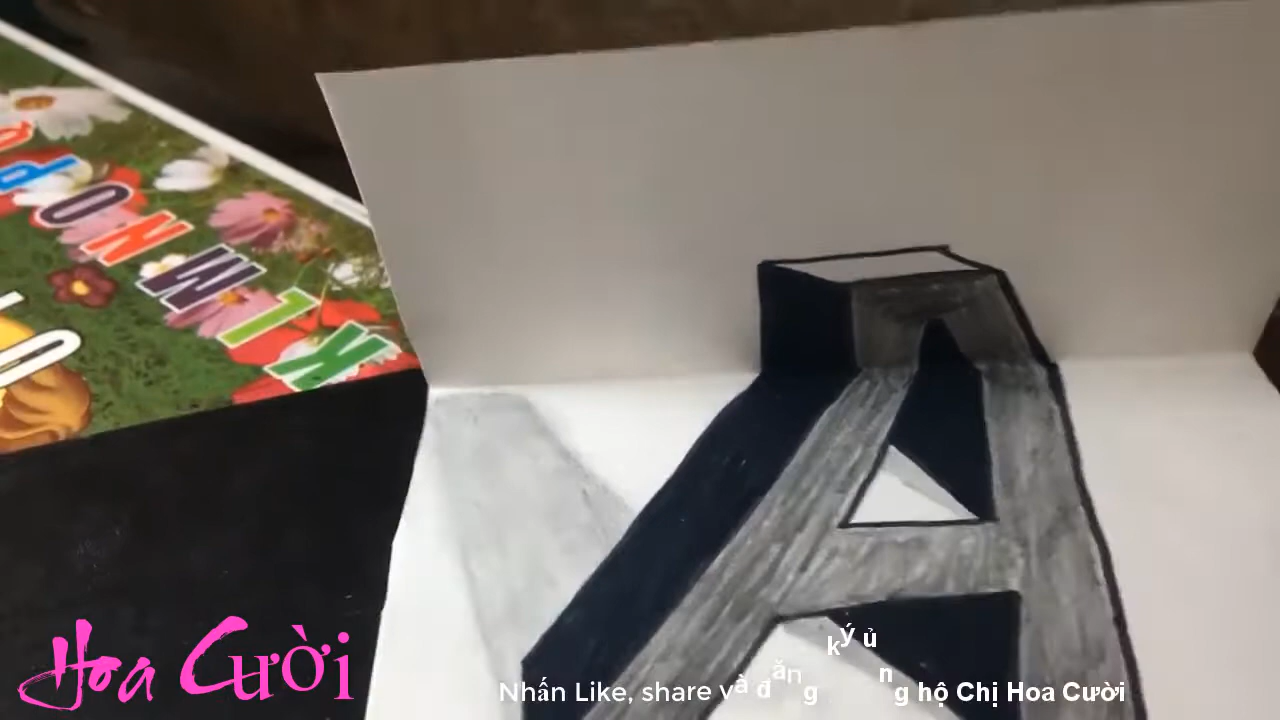 O P
O
N
M
L
K
A
Hoa Cười
Nhấn Like, share và đăng ký ủng hộ Chị Hoa Cười